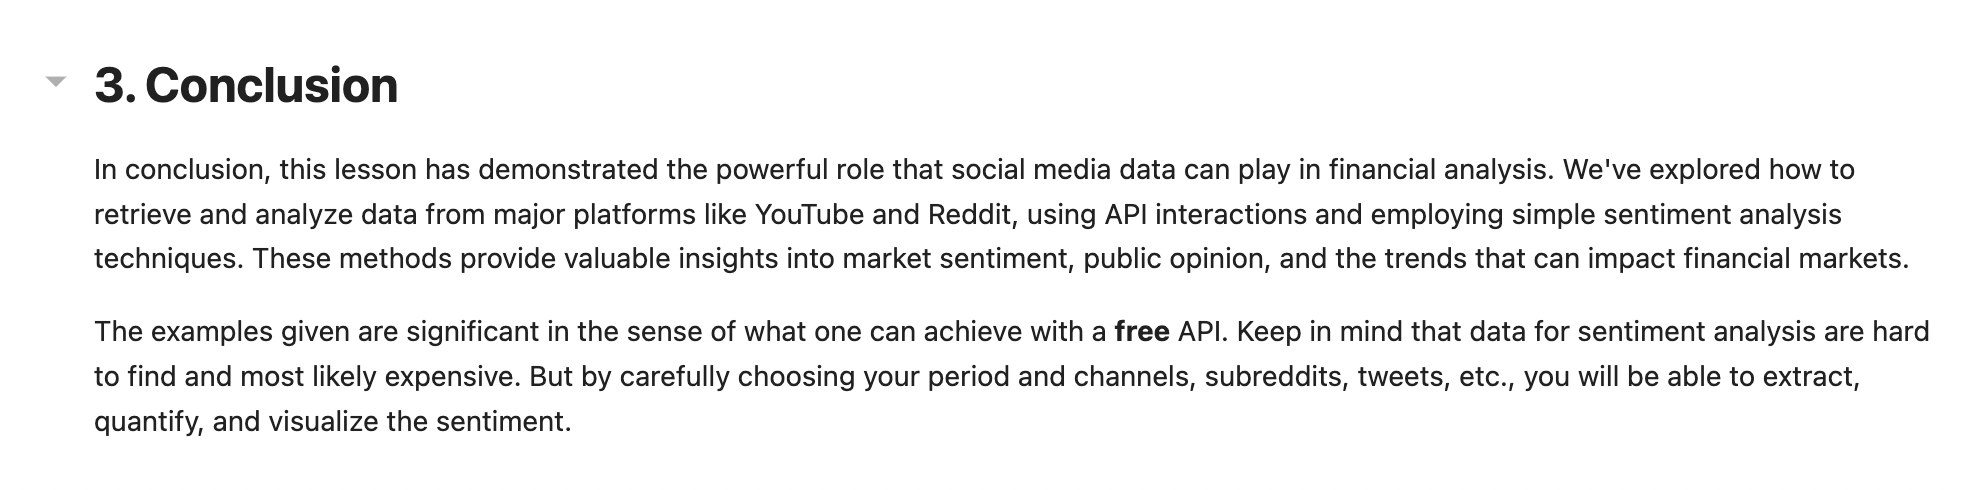 3. Conclusion
In conclusion, this lesson has demonstrated the powerful role that social media data can play in financial analysis. We've explored how to
retrieve and analyze data from major platforms like YouTube and Reddit, using API interactions and employing simple sentiment analysis
techniques. These methods provide valuable insights into market sentiment, public opinion, and the trends that can impact financial markets.
The examples given are significant in the sense of what one can achieve with a free API. Keep in mind that data for sentiment analysis are hard
to find and most likely expensive. But by carefully choosing your period and channels, subreddits, tweets, etc., you will be able to extract,
quantify, and visualize the sentiment.